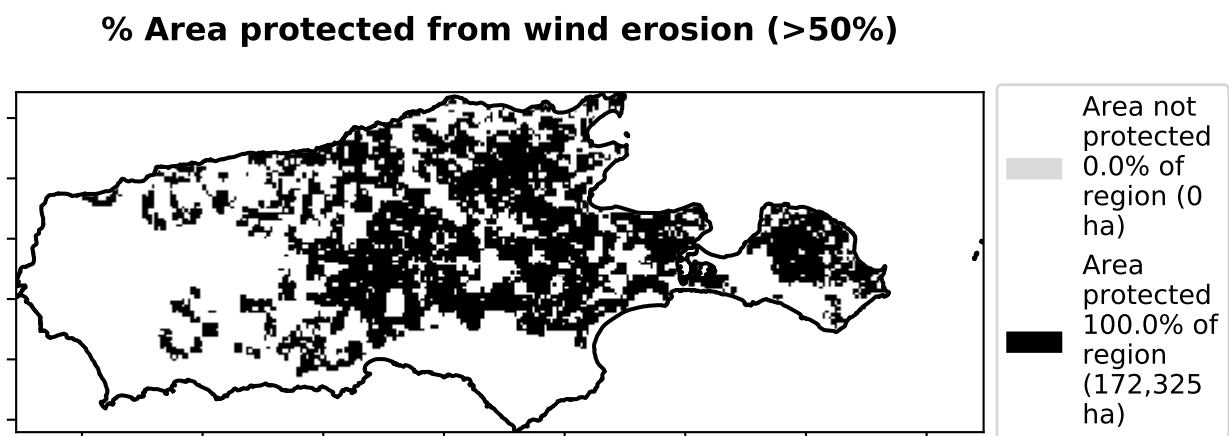 % Area protected from wind erosion (>50%)
Area not
protected
0.0% of
region (0
ha)
Area
protected
100.0% of
region
(172,325
ha)